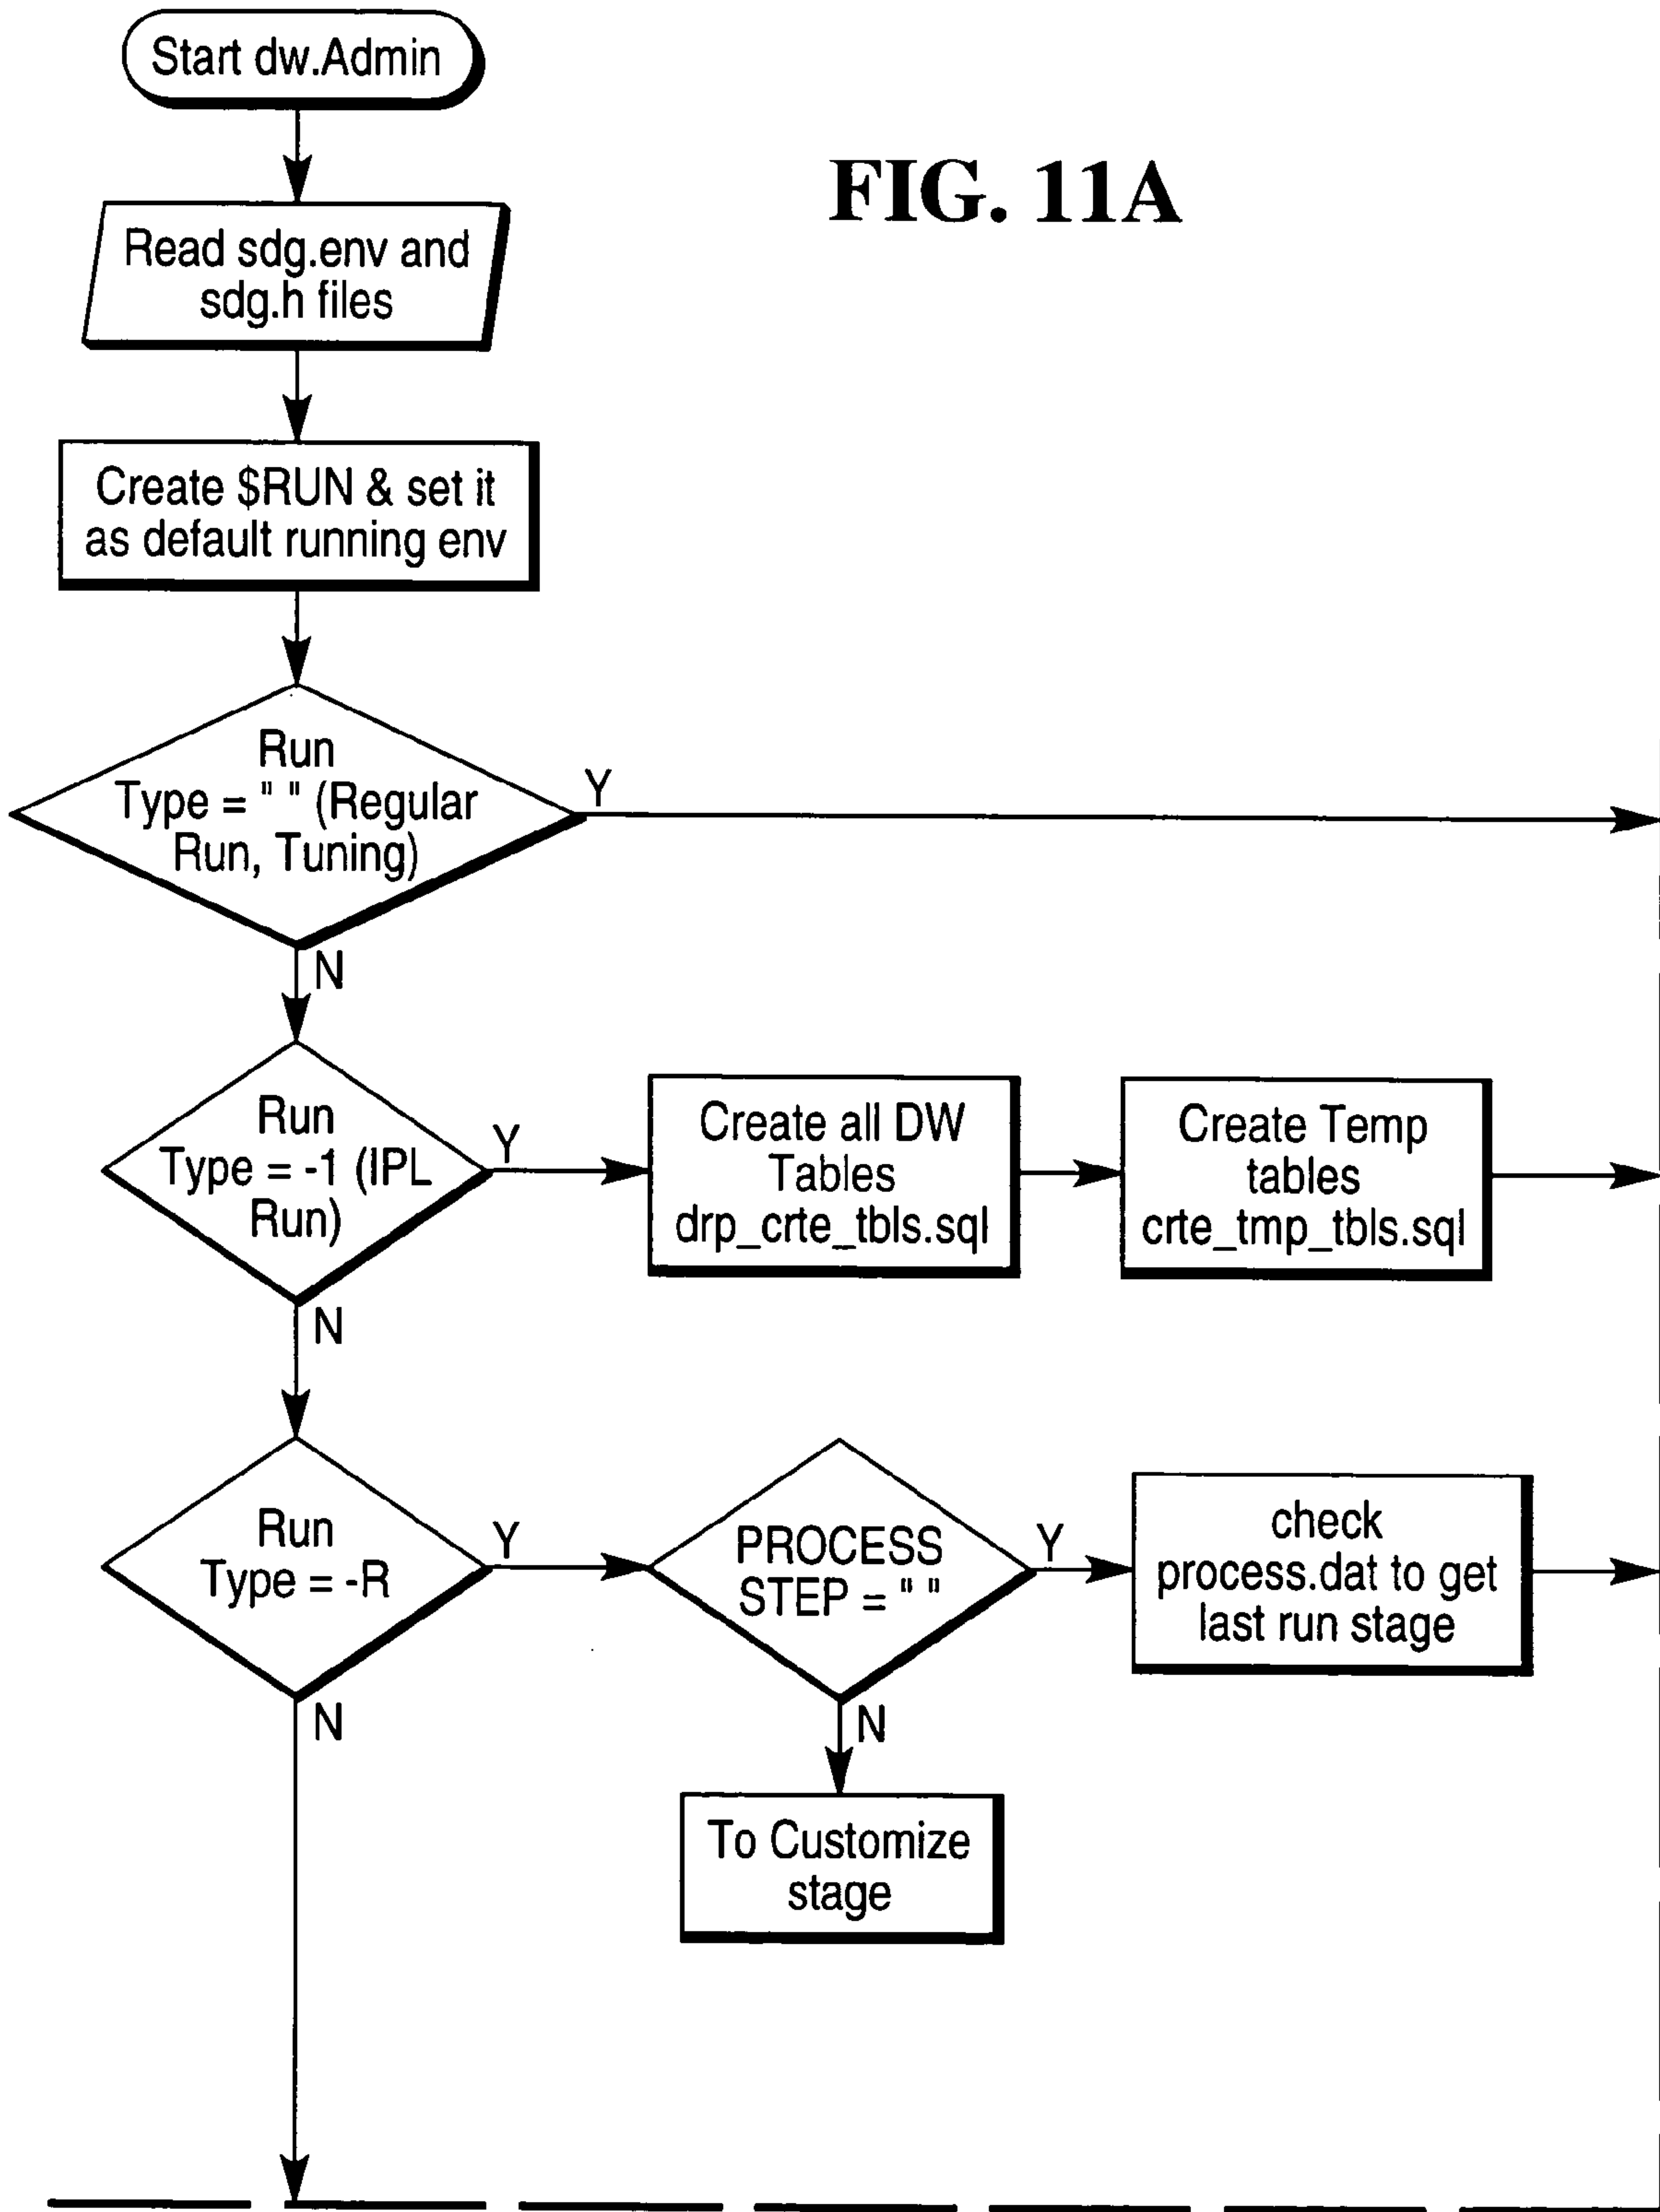 Start dw.Admin
FIG. 11A
Read sdg.env and
sdg.h files
Create $RUN & set it
as default running env
Run
Type = " " (Regular
Run, Tuning)
Y
N
Run
Type = -1 (IPL
Run)
Y
Create all DW
Tables
drp_crte_tbls.sql
Create Temp
tables
crte_tmp_tbls.sql
N
Run
Type = -R
Y
PROCESS
STEP = " "
Y
check
process.dat to get
last run stage
N
N
To Customize
stage